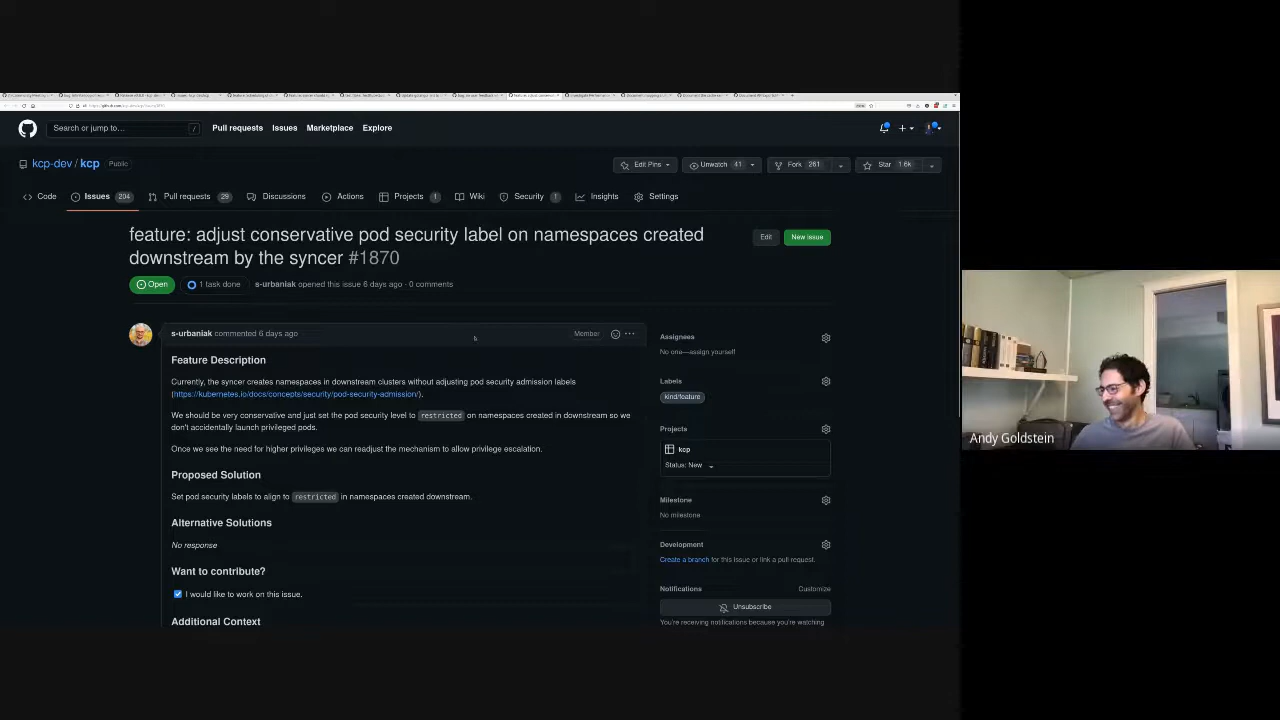 Search or jump to...
/
Pull requests
Issues
Marketplace
Explore
kcp-dev / kcp
Public
Edit Pins
Unwatch 41
Fork 261
Star 1.6k
Code
Issues 204
Pull requests 29
Discussions
Actions
Projects 1
Wiki
Security 1
Insights
Settings
feature: adjust conservative pod security label on namespaces created
downstream by the syncer #1870
Edit
New issue
Open
1 task done
s-urbaniak opened this issue 6 days ago · 0 comments
s-urbaniak commented 6 days ago
Member
Feature Description
Currently, the syncer creates namespaces in downstream clusters without adjusting pod security admission labels
(https://kubernetes.io/docs/concepts/security/pod-security-admission/).
We should be very conservative and just set the pod security level to restricted on namespaces created in downstream so we
don't accidentally launch privileged pods.
Once we see the need for higher privileges we can readjust the mechanism to allow privilege escalation.
Proposed Solution
Set pod security labels to align to restricted in namespaces created downstream.
Alternative Solutions
No response
Want to contribute?
I would like to work on this issue.
Additional Context
Assignees
No one—assign yourself
Labels
kind/feature
Projects
kcp
Status: New
Milestone
No milestone
Development
Create a branch for this issue or link a pull request.
Notifications
Customize
Unsubscribe
You're receiving notifications because you're watching
Andy Goldstein